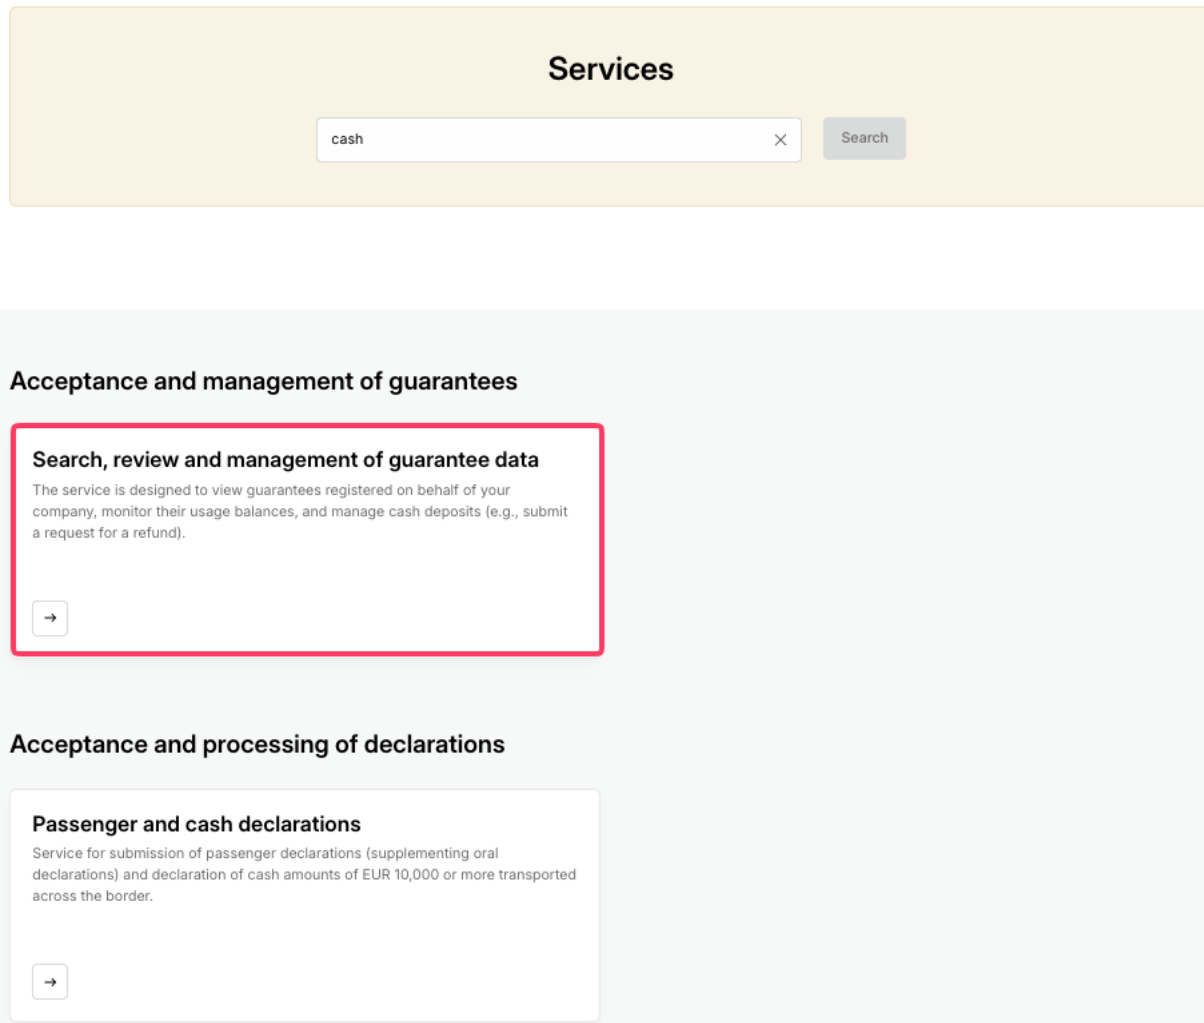 Services
cash
Search
Acceptance and management of guarantees
Search, review and management of guarantee data
The service is designed to view guarantees registered on behalf of your
company, monitor their usage balances, and manage cash deposits (e.g., submit
a request for a refund).
Acceptance and processing of declarations
Passenger and cash declarations
Service for submission of passenger declarations (supplementing oral
declarations) and declaration of cash amounts of EUR 10,000 or more transported
across the border.